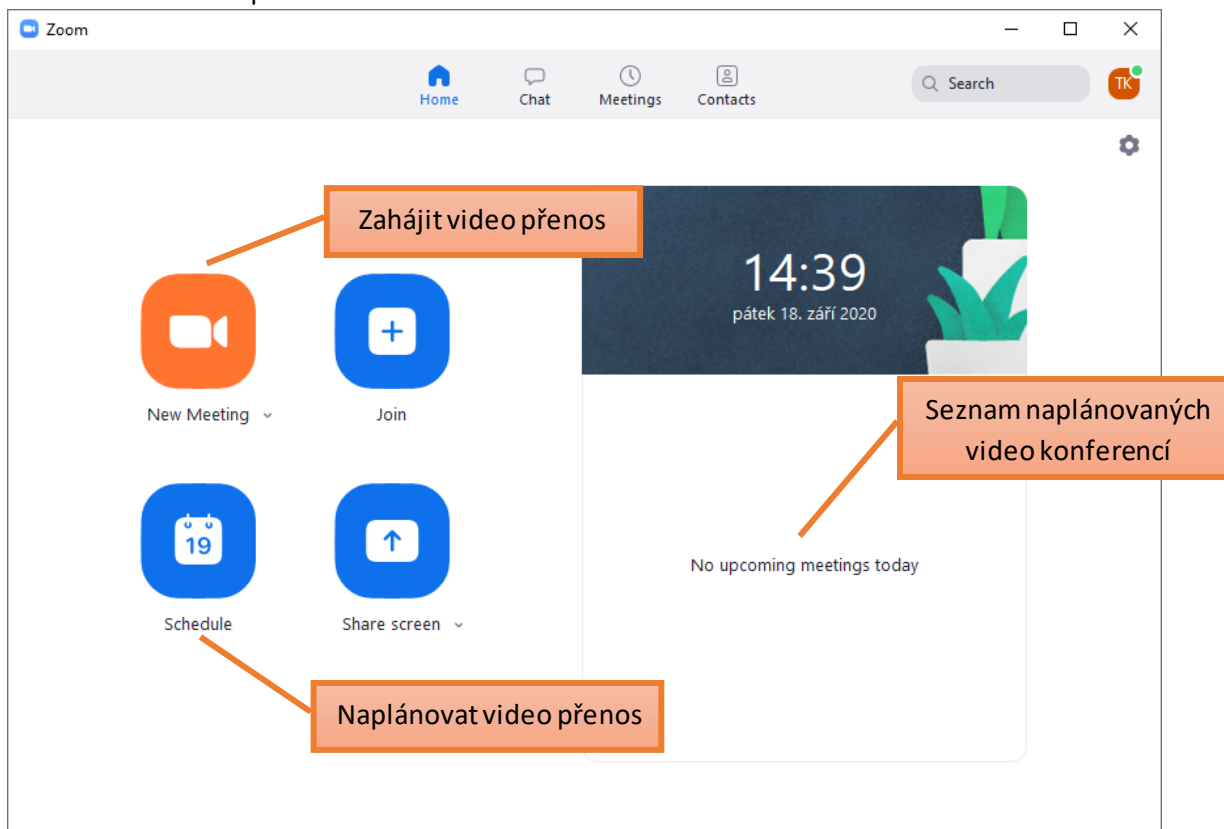 Zoom
Home
Chat
Meetings
Contacts
Search
TK
Zahájit video přenos
14:39
pátek 18. září 2020
New Meeting
Join
Seznam naplánovaných
video konferencí
19
No upcoming meetings today
Schedule
Share screen
Naplánovat video přenos